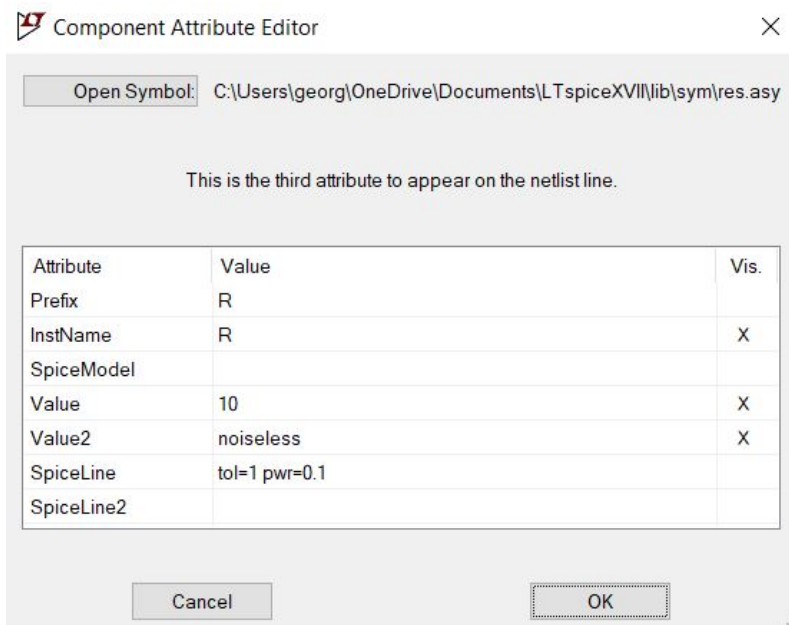 Component Attribute Editor
Open Symbol: C:\Users\georg\OneDrive\Documents\LTspiceXVII\lib\sym\res.asy
This is the third attribute to appear on the netlist line.
Attribute Value Vis.
Prefix R
InstName R X
SpiceModel
Value 10 X
Value2 noiseless X
SpiceLine tol=1 pwr=0.1
SpiceLine2
Cancel OK